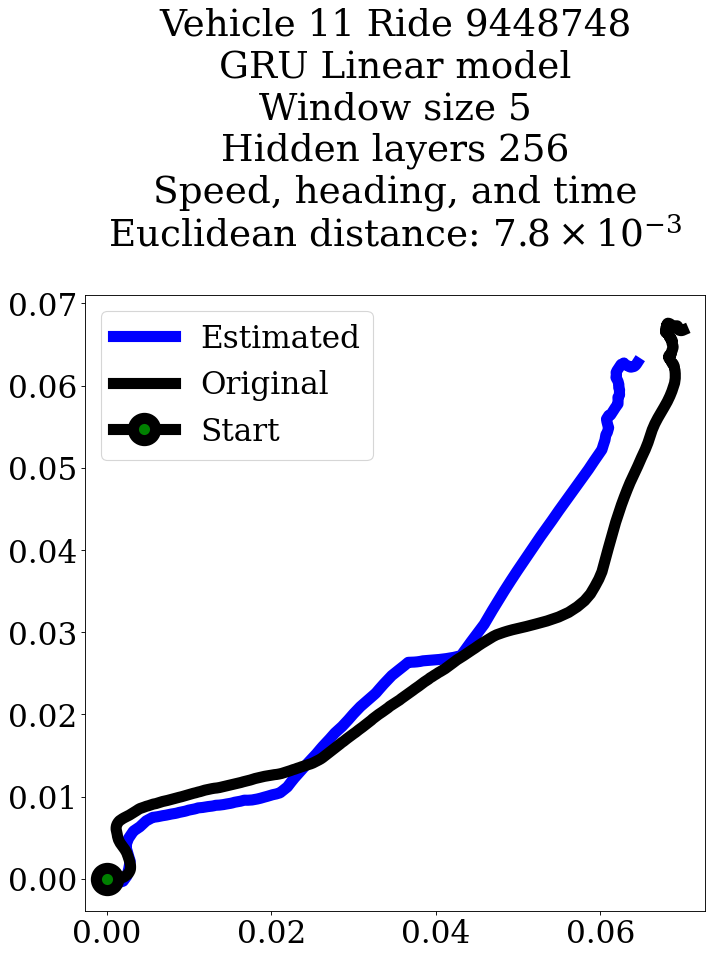 Vehicle 11 Ride 9448748
GRU Linear model
Window size 5
Hidden layers 256
Speed, heading, and time
Euclidean distance: 7.8 × 10⁻³
0.07
Estimated
0.06
Original
Start
0.05
0.04
0.03
0.02
0.01
0.00
0.00 0.02 0.04 0.06